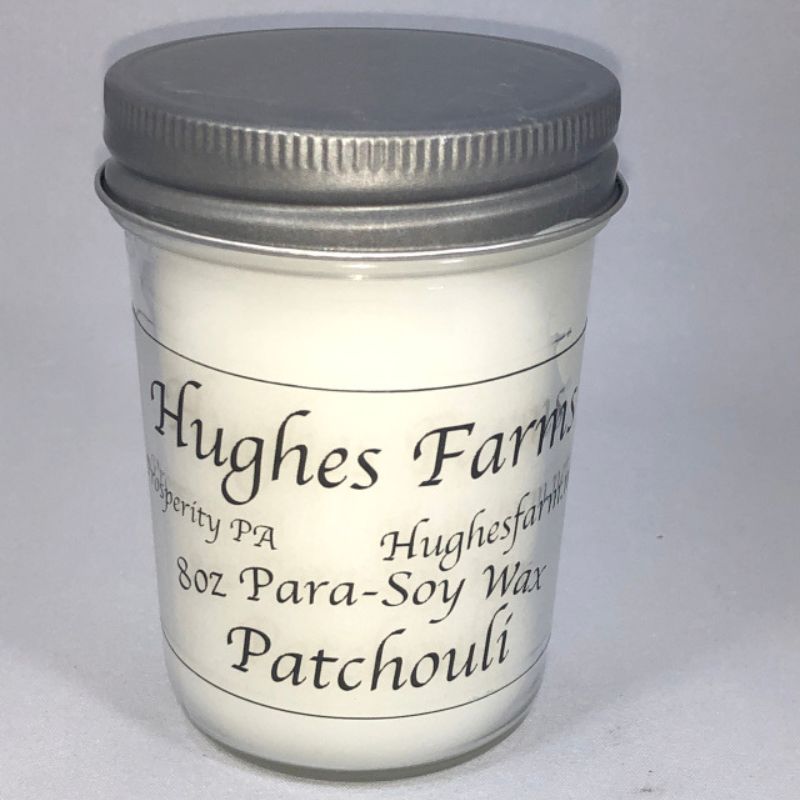 Hughes Farms
Prosperity PA Hughesfarm
8oz Para-Soy Wax
Patchouli